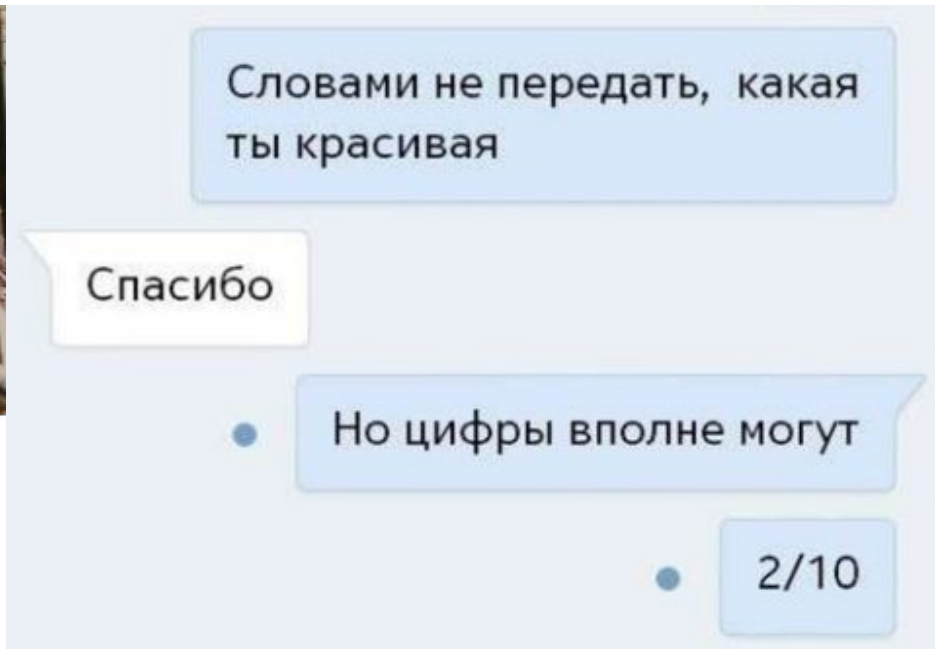 Словами не передать, какая
ты красивая
Спасибо
Но цифры вполне могут
2/10